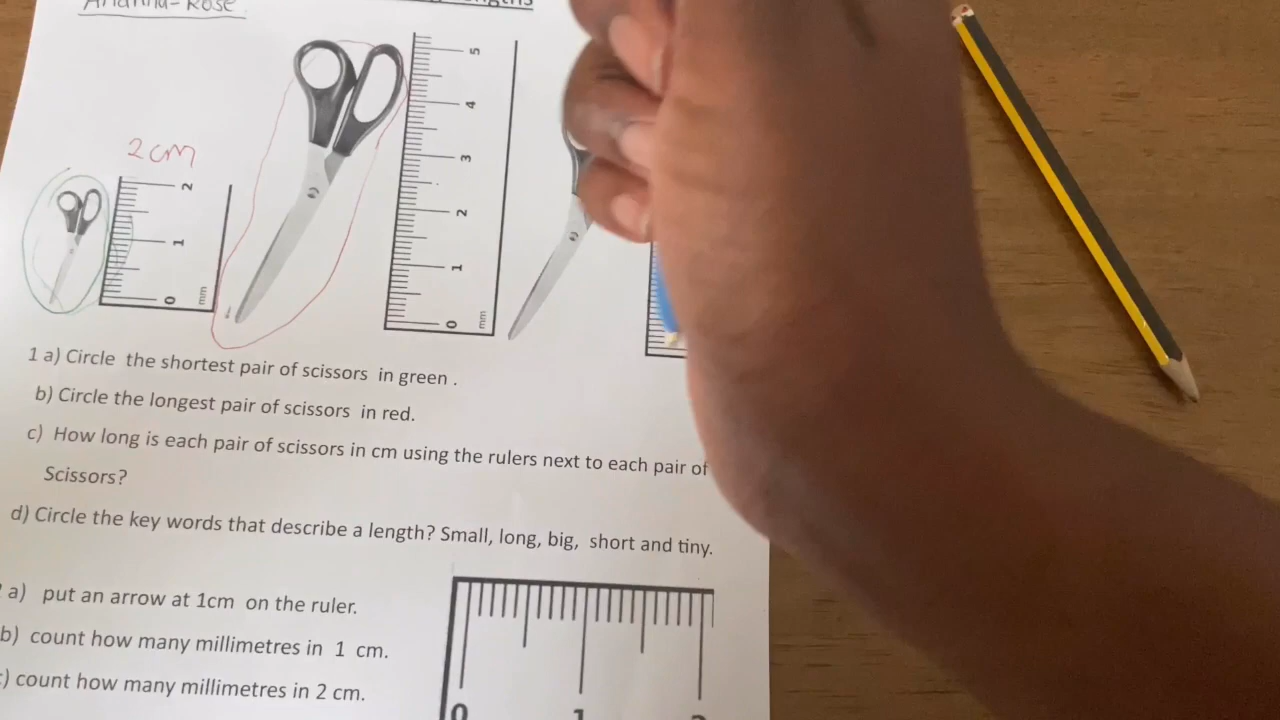 Arianna-Rose
2cm
2
1
0
mm
5
4
3
2
1
0
mm
1 a) Circle the shortest pair of scissors in green .
b) Circle the longest pair of scissors in red.
c) How long is each pair of scissors in cm using the rulers next to each pair of
Scissors?
d) Circle the key words that describe a length? Small, long, big, short and tiny.
a) put an arrow at 1cm on the ruler.
b) count how many millimetres in 1 cm.
) count how many millimetres in 2 cm.
0 1 2